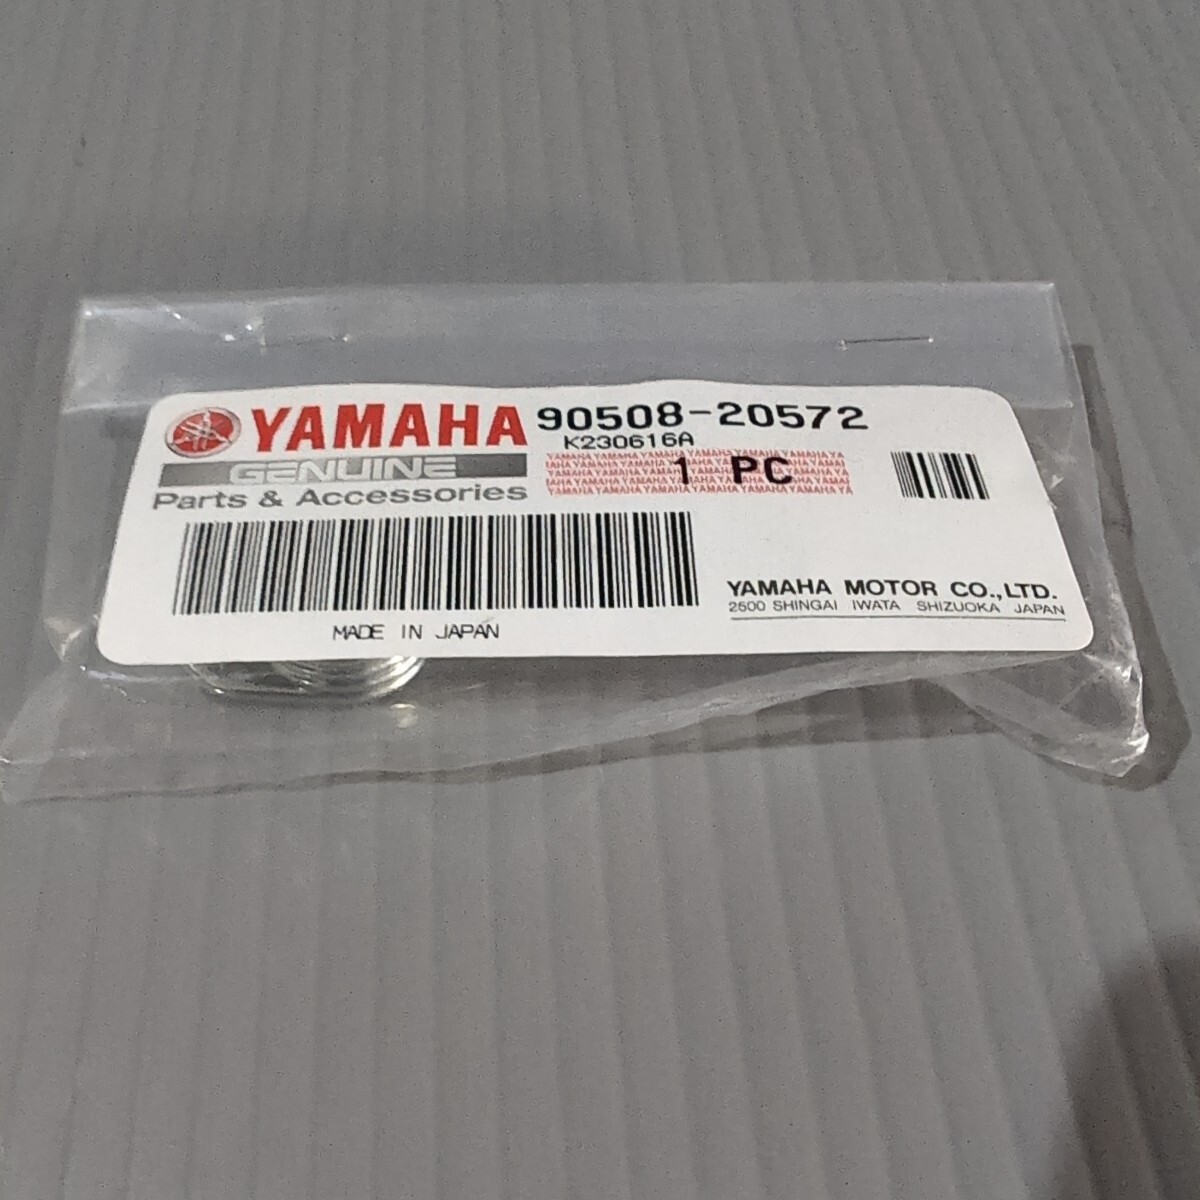 YAMAHA 90508-20572
K230616A
GENUINE
1 PC
Parts & Accessories
YAMAHA MOTOR CO.,LTD.
2500 SHINGAI IWATA SHIZUOKA JAPAN
MADE IN JAPAN